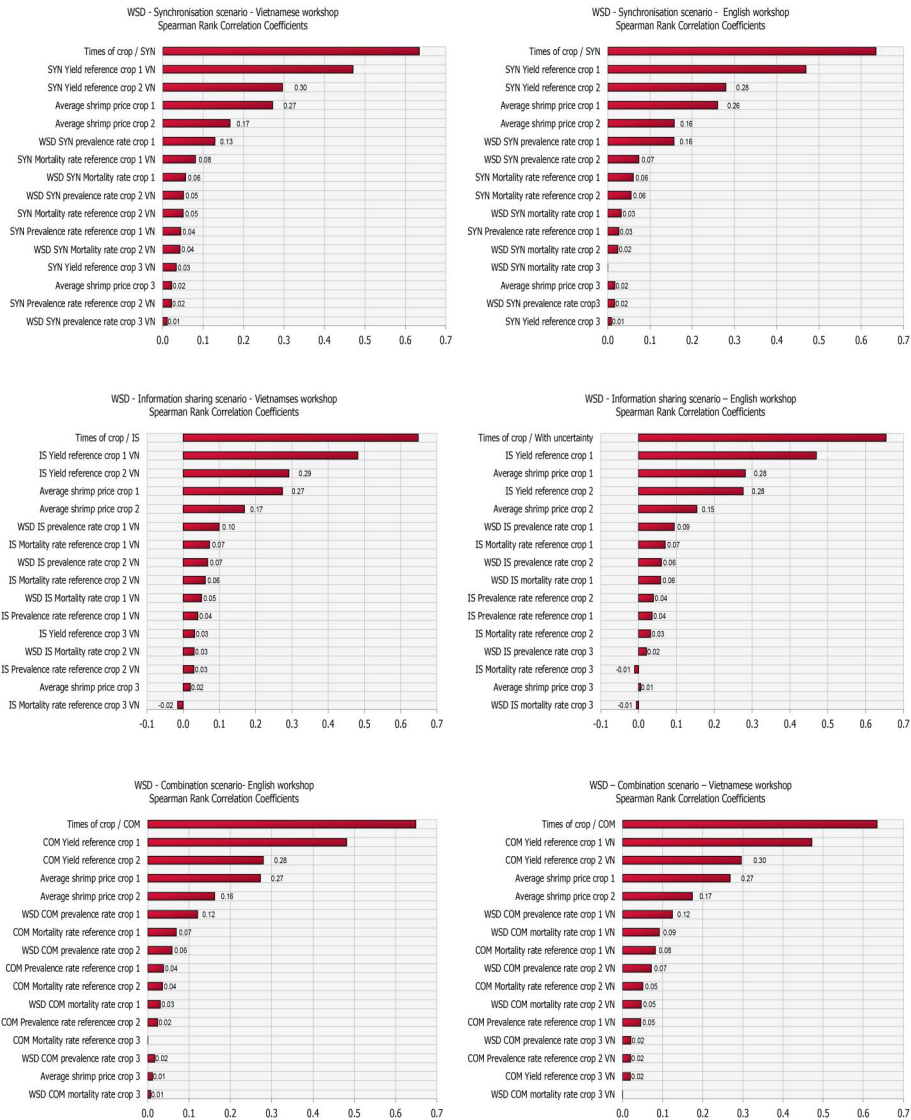 WSD - Synchronisation scenario - Vietnamese workshop
Spearman Rank Correlation Coefficients
Times of crop / SYN
SYN Yield reference crop 1 VN
SYN Yield reference crop 2 VN 0.30
Average shrimp price crop 1 0.27
Average shrimp price crop 2 0.17
WSD SYN prevalence rate crop 1 0.13
SYN Mortality rate reference crop 1 VN 0.08
WSD SYN Mortality rate crop 1 0.06
WSD SYN prevalence rate crop 2 VN 0.05
SYN Mortality rate reference crop 2 VN 0.05
SYN Prevalence rate reference crop 1 VN 0.04
WSD SYN Mortality rate crop 2 VN 0.04
SYN Yield reference crop 3 VN 0.03
Average shrimp price crop 3 0.02
SYN Prevalence rate reference crop 2 VN 0.02
WSD SYN prevalence rate crop 3 VN 0.01
0.0 0.1 0.2 0.3 0.4 0.5 0.6 0.7
WSD - Synchronisation scenario - English workshop
Spearman Rank Correlation Coefficients
Times of crop / SYN
SYN Yield reference crop 1
SYN Yield reference crop 2 0.28
Average shrimp price crop 1 0.26
Average shrimp price crop 2 0.16
WSD SYN prevalence rate crop 1 0.16
WSD SYN prevalence rate crop 2 0.07
SYN Mortality rate reference crop 1 0.06
SYN Mortality rate reference crop 2 0.06
WSD SYN mortality rate crop 1 0.03
SYN Prevalence rate reference crop 1 0.03
WSD SYN mortality rate crop 2 0.02
WSD SYN mortality rate crop 3
Average shrimp price crop 3 0.02
WSD SYN prevalence rate crop3 0.02
SYN Yield reference crop 3 0.01
0.0 0.1 0.2 0.3 0.4 0.5 0.6 0.7
WSD - Information sharing scenario - Vietnamses workshop
Spearman Rank Correlation Coefficients
Times of crop / IS
IS Yield reference crop 1 VN
IS Yield reference crop 2 VN 0.29
Average shrimp price crop 1 0.27
Average shrimp price crop 2 0.17
WSD IS prevalence rate crop 1 VN 0.10
IS Mortality rate reference crop 1 VN 0.07
WSD IS prevalence rate crop 2 VN 0.07
IS Mortality rate reference crop 2 VN 0.06
WSD IS Mortality rate crop 1 VN 0.05
IS Prevalence rate reference crop 1 VN 0.04
IS Yield reference crop 3 VN 0.03
WSD IS Mortality rate crop 2 VN 0.03
IS Prevalence rate reference crop 2 VN 0.03
Average shrimp price crop 3 0.02
IS Mortality rate reference crop 3 VN -0.02
-0.1 0.0 0.1 0.2 0.3 0.4 0.5 0.6 0.7
WSD - Information sharing scenario – English workshop
Spearman Rank Correlation Coefficients
Times of crop / With uncertainty
IS Yield reference crop 1
Average shrimp price crop 1 0.28
IS Yield reference crop 2 0.28
Average shrimp price crop 2 0.15
WSD IS prevalence rate crop 1 0.09
IS Mortality rate reference crop 1 0.07
WSD IS prevalence rate crop 2 0.06
WSD IS mortality rate crop 1 0.06
IS Prevalence rate reference crop 2 0.04
IS Prevalence rate reference crop 1 0.04
IS Mortality rate reference crop 2 0.03
WSD IS prevalence rate crop 3 0.02
IS Mortality rate reference crop 3 -0.01
Average shrimp price crop 3 0.01
WSD IS mortality rate crop 3 -0.01
-0.1 0.0 0.1 0.2 0.3 0.4 0.5 0.6 0.7
WSD - Combination scenario- English workshop
Spearman Rank Correlation Coefficients
Times of crop / COM
COM Yield reference crop 1
COM Yield reference crop 2 0.28
Average shrimp price crop 1 0.27
Average shrimp price crop 2 0.16
WSD COM prevalence rate crop 1 0.12
COM Mortality rate reference crop 1 0.07
WSD COM prevalence rate crop 2 0.06
COM Prevalence rate reference crop 1 0.04
COM Mortality rate reference crop 2 0.04
WSD COM mortality rate crop 1 0.03
COM Prevalence rate referencee crop 2 0.02
COM Mortality rate reference crop 3
WSD COM prevalence rate crop 3 0.02
Average shrimp price crop 3 0.01
WSD COM mortality rate crop 3 0.01
0.0 0.1 0.2 0.3 0.4 0.5 0.6 0.7
WSD – Combination scenario – Vietnamese workshop
Spearman Rank Correlation Coefficients
Times of crop / COM
COM Yield reference crop 1 VN
COM Yield reference crop 2 VN 0.30
Average shrimp price crop 1 0.27
Average shrimp price crop 2 0.17
WSD COM prevalence rate crop 1 VN 0.12
WSD COM mortality rate crop 1 VN 0.09
COM Mortality rate reference crop 1 VN 0.08
WSD COM prevalence rate crop 2 VN 0.07
COM Mortality rate reference crop 2 VN 0.05
WSD COM mortality rate crop 2 VN 0.05
COM Prevalence rate reference crop 1 VN 0.05
WSD COM prevalence rate crop 3 VN 0.02
COM Prevalence rate reference crop 2 VN 0.02
COM Yield reference crop 3 VN 0.02
WSD COM mortality rate crop 3 VN
0.0 0.1 0.2 0.3 0.4 0.5 0.6 0.7